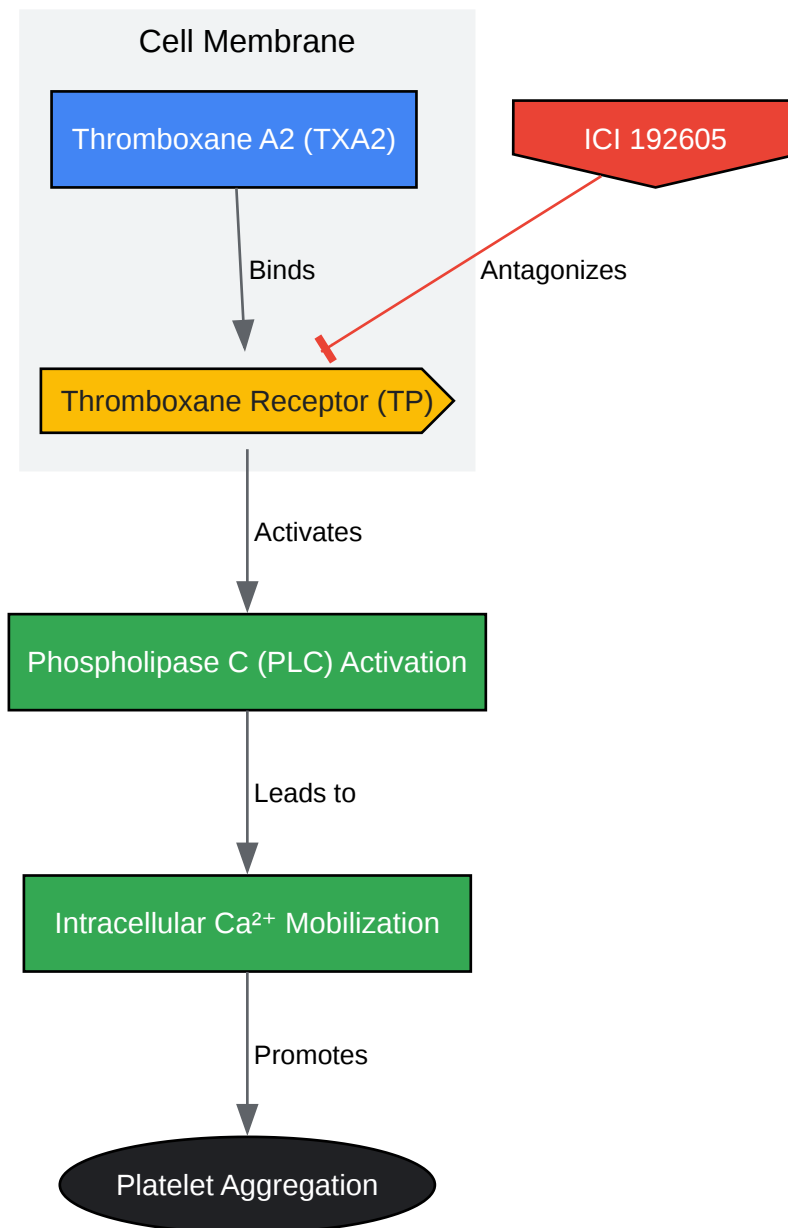 Cell Membrane
Thromboxane A2 (TXA2)
ICI 192605
Binds
Antagonizes
Thromboxane Receptor (TP)
Activates
Phospholipase C (PLC) Activation
Leads to
Intracellular Ca²⁺ Mobilization
Promotes
Platelet Aggregation